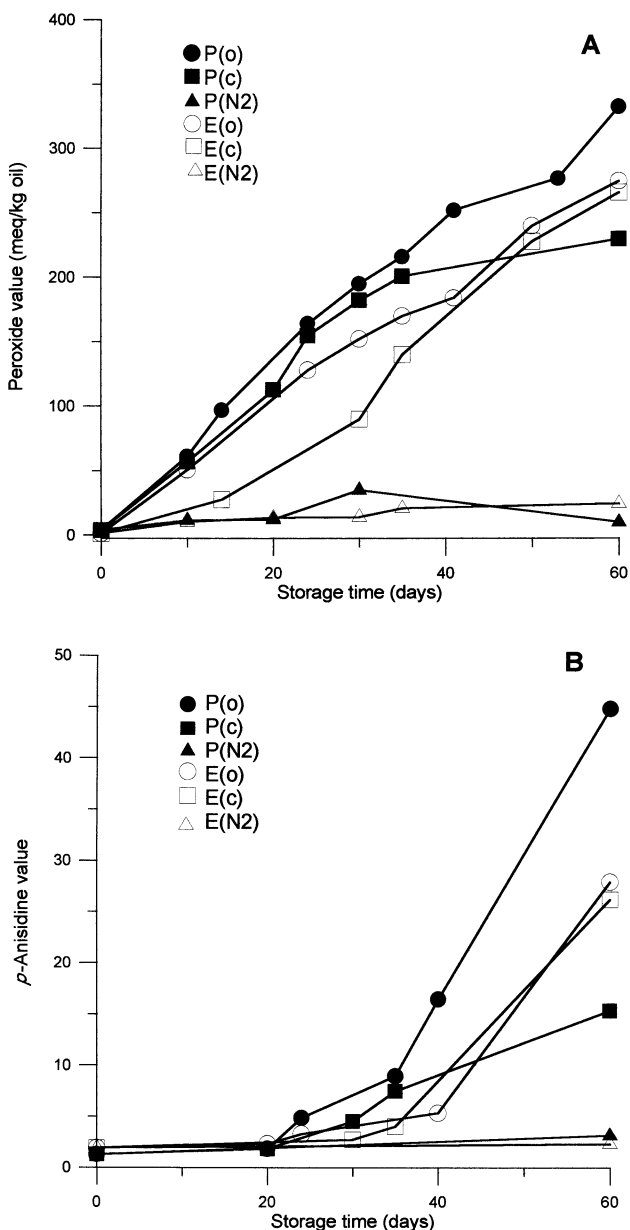 400
A
P(o)
P(c)
P(N2)
E(o)
E(c)
E(N2)
300
200
100
0
Peroxide value (meq/kg oil)
0 20 40 60
Storage time (days)
50
B
P(o)
P(c)
P(N2)
E(o)
E(c)
E(N2)
40
30
20
10
0
p-Anisidine value
0 20 40 60
Storage time (days)